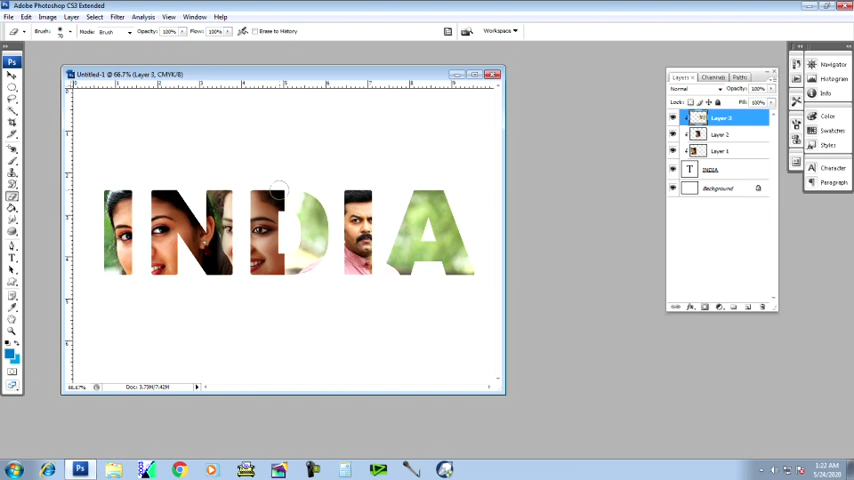 Adobe Photoshop CS3 Extended
File Edit Image Layer Select Filter Analysis View Window Help
Brush: 70 Mode: Brush Opacity: 100% Flow: 100% Erase to History Workspace
Untitled-1 @ 66.7% (Layer 3, CMYK/8)
INDIA
66.67% Doc: 3.73M/7.42M
Layers Channels Paths
Normal Opacity: 100%
Lock: Fill: 100%
Layer 3
Layer 2
Layer 1
T INDIA
Background
Navigator
Histogram
Info
Color
Swatches
Styles
Character
Paragraph
1:22 AM
5/24/2020